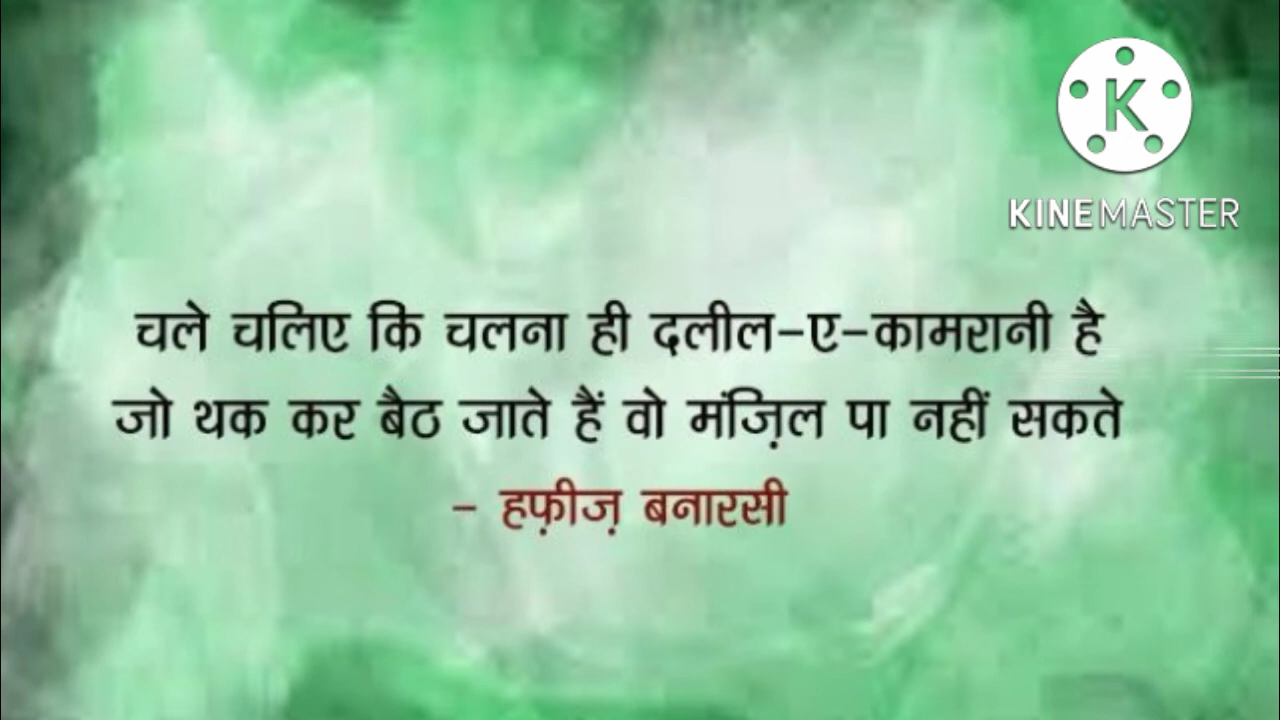 KINEMASTER
चले चलिए कि चलना ही दलील-ए-कामरानी है
जो थक कर बैठ जाते हैं वो मंज़िल पा नहीं सकते
- हफ़ीज़ बनारसी